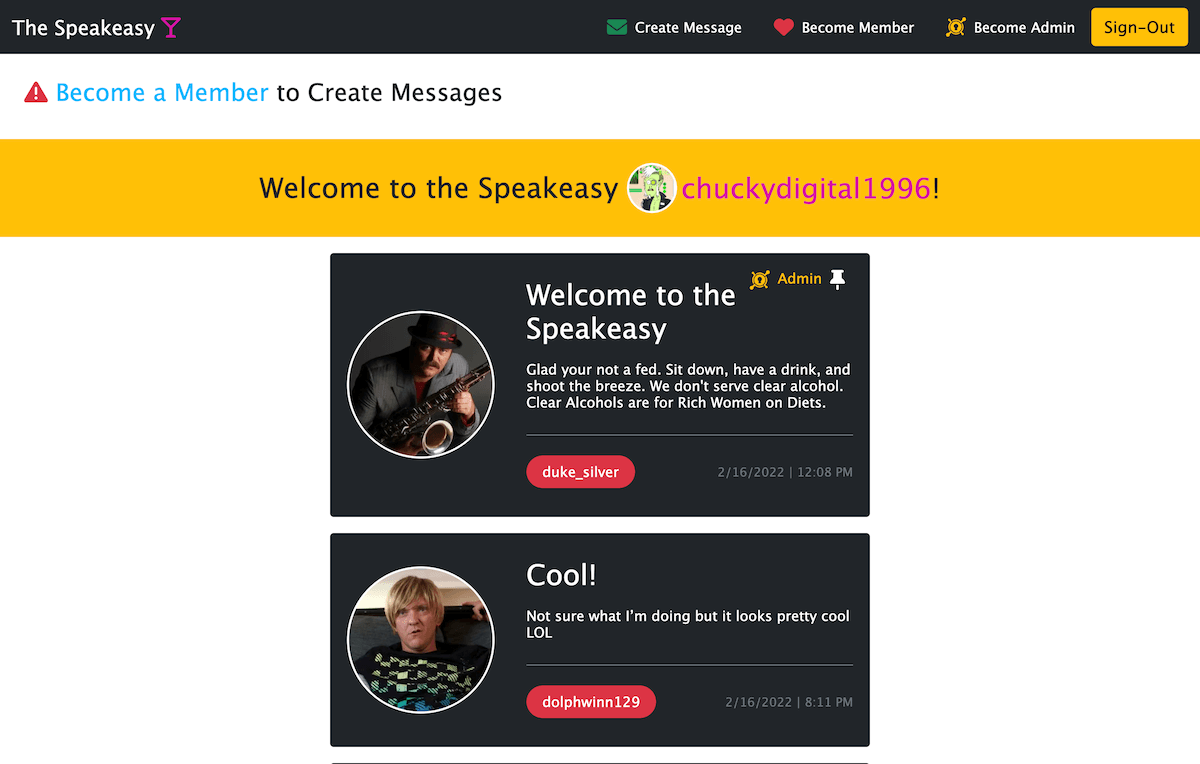 The Speakeasy
Create Message
Become Member
Become Admin
Sign-Out
Become a Member to Create Messages
Welcome to the Speakeasy chuckydigital1996!
Admin
Welcome to the
Speakeasy
Glad your not a fed. Sit down, have a drink, and
shoot the breeze. We don't serve clear alcohol.
Clear Alcohols are for Rich Women on Diets.
duke_silver
2/16/2022 | 12:08 PM
Cool!
Not sure what I’m doing but it looks pretty cool
LOL
dolphwinn129
2/16/2022 | 8:11 PM